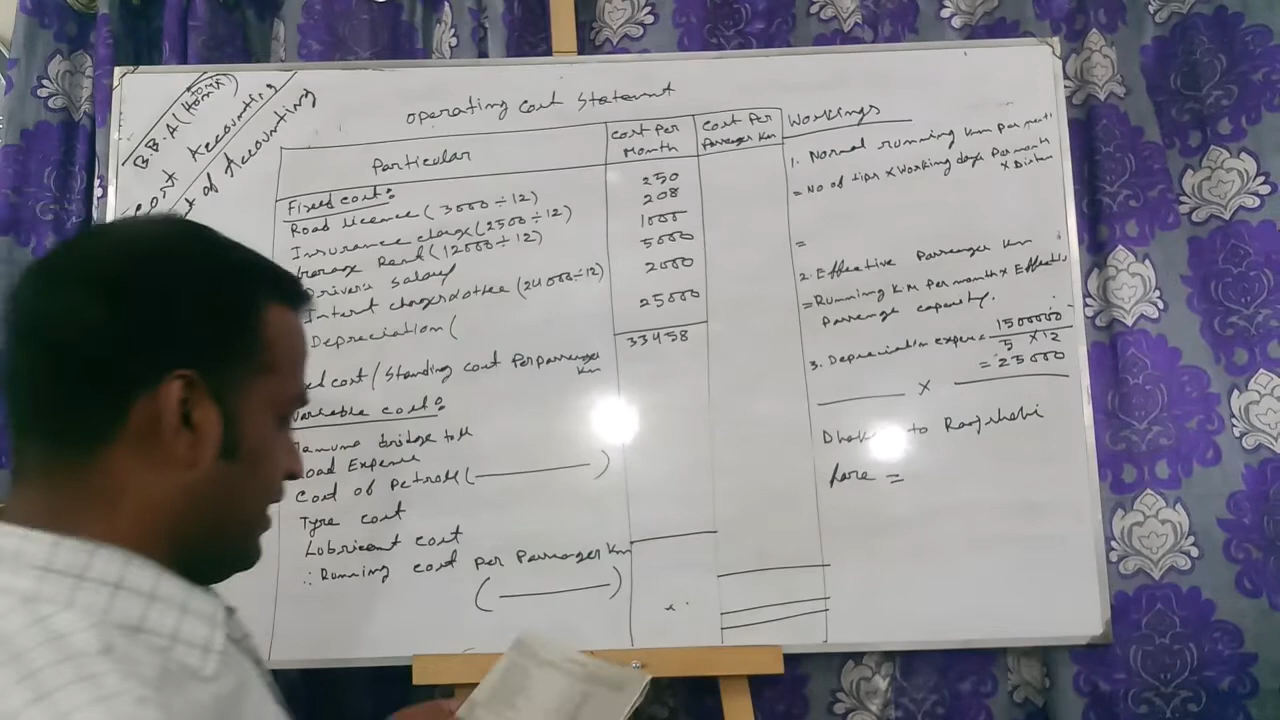 B.B.A (Hons)
Cost Accounting
of Accounting
Operating Cost Statement
Particular
Cost Per Month
Cost Per Passenger Km
Fixed cost:
Road licence (3000 ÷ 12) 250
Insurance charge (2500 ÷ 12) 208
Garage Rent (12000 ÷ 12) 1000
Driver's salary 5000
Interest charges & other (24000 ÷ 12) 2000
Depreciation ( 25000
33458
ed cost / Standing cost per passenger Km
Variable cost:
Jamuna bridge toll
Road Expense
Cost of petroll ( )
Tyre cost
Lobricant cost
∴ Running cost per Passenger Km
( )
Workings
1. Normal running Km per month
= No of trips × Working days Per month
× Distan
=
2. Effective Passenger Km
= Running K.M Per month × Effectiv
Passenger capacity.
3. Depreciation expense = 1500000 / 5 × 12
= 25000
×
Dhaka to Rajshahi
fare =